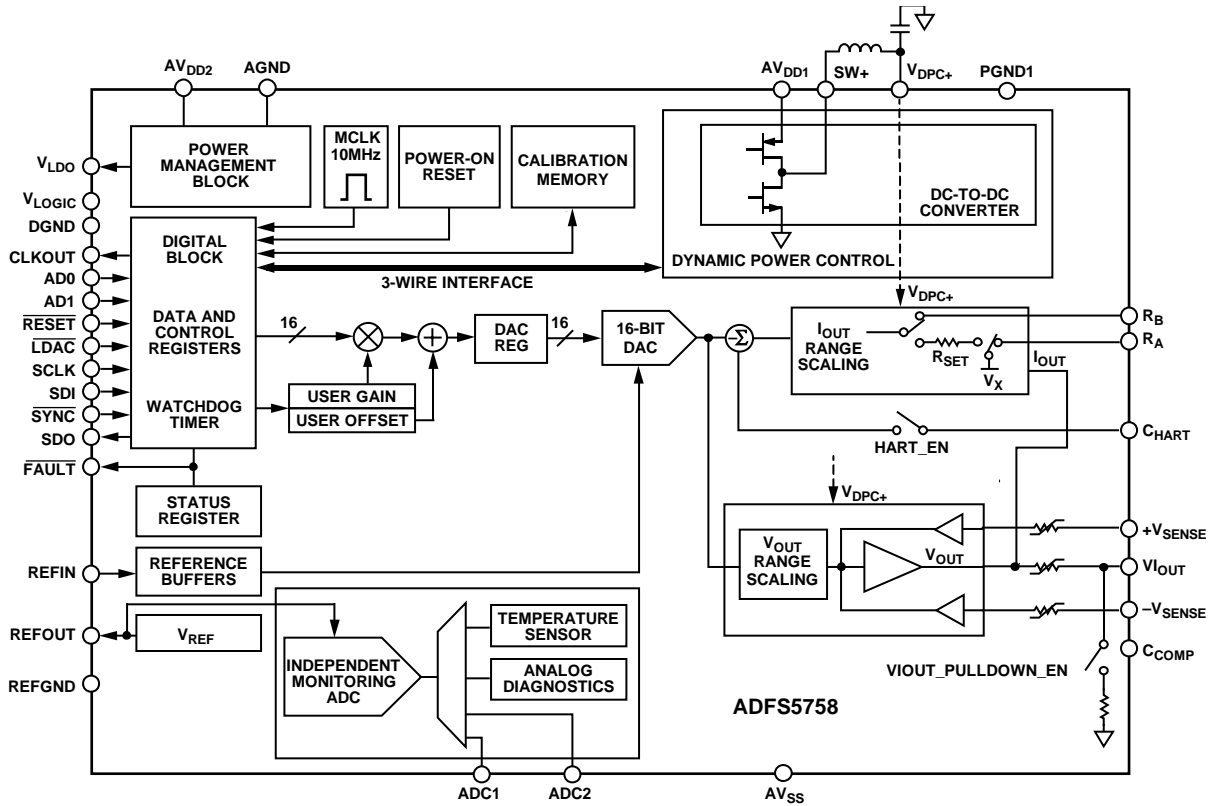 AVDD2
AGND
AVDD1
SW+
VDPC+
PGND1
POWER
MANAGEMENT
BLOCK
MCLK
10MHz
POWER-ON
RESET
CALIBRATION
MEMORY
DC-TO-DC
CONVERTER
DYNAMIC POWER CONTROL
VLDO
VLOGIC
DGND
CLKOUT
AD0
AD1
RESET
LDAC
SCLK
SDI
SYNC
SDO
FAULT
DIGITAL
BLOCK
DATA AND
CONTROL
REGISTERS
WATCHDOG
TIMER
3-WIRE INTERFACE
16
USER GAIN
USER OFFSET
DAC
REG
16
16-BIT
DAC
−Σ
VDPC+
IOUT
RANGE
SCALING
RSET
VX
IOUT
RB
RA
HART_EN
CHART
STATUS
REGISTER
VDPC+
VOUT
RANGE
SCALING
VOUT
+VSENSE
VIOUT
−VSENSE
CCOMP
VIOUT_PULLDOWN_EN
REFIN
REFERENCE
BUFFERS
REFOUT
VREF
REFGND
INDEPENDENT
MONITORING
ADC
TEMPERATURE
SENSOR
ANALOG
DIAGNOSTICS
ADFS5758
ADC1
ADC2
AVSS